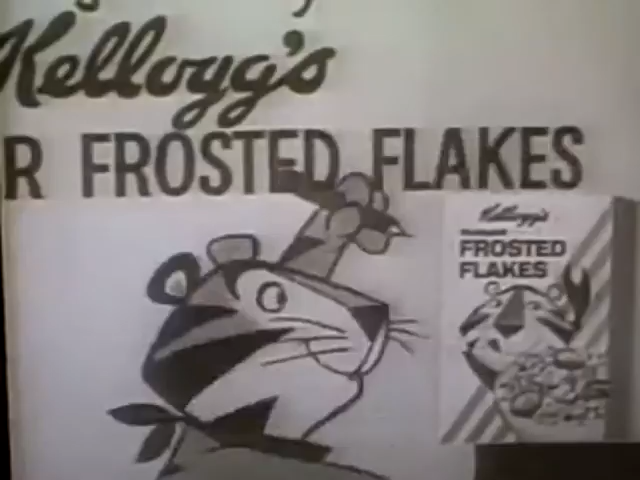 Kellogg's
R FROSTED FLAKES
Kellogg's
FROSTED
FLAKES